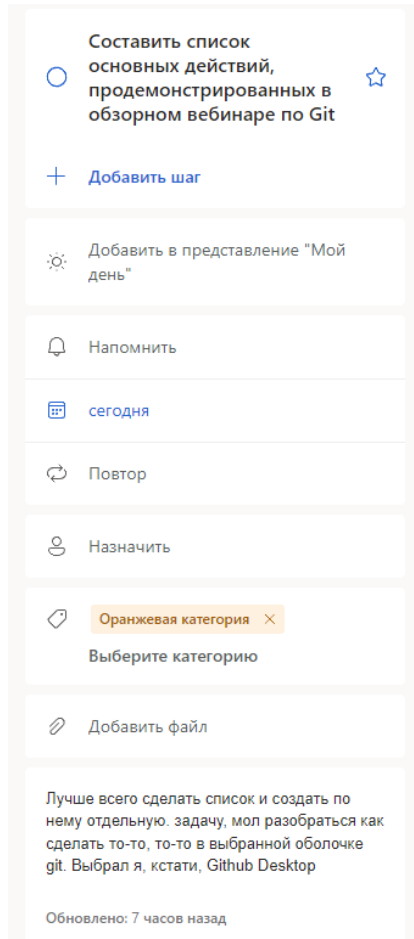 Составить список
основных действий,
продемонстрированных в
обзорном вебинаре по Git
Добавить шаг
Добавить в представление "Мой
день"
Напомнить
сегодня
Повтор
Назначить
Оранжевая категория
Выберите категорию
Добавить файл
Лучше всего сделать список и создать по
нему отдельную. задачу, мол разобраться как
сделать то-то, то-то в выбранной оболочке
git. Выбрал я, кстати, Github Desktop
Обновлено: 7 часов назад